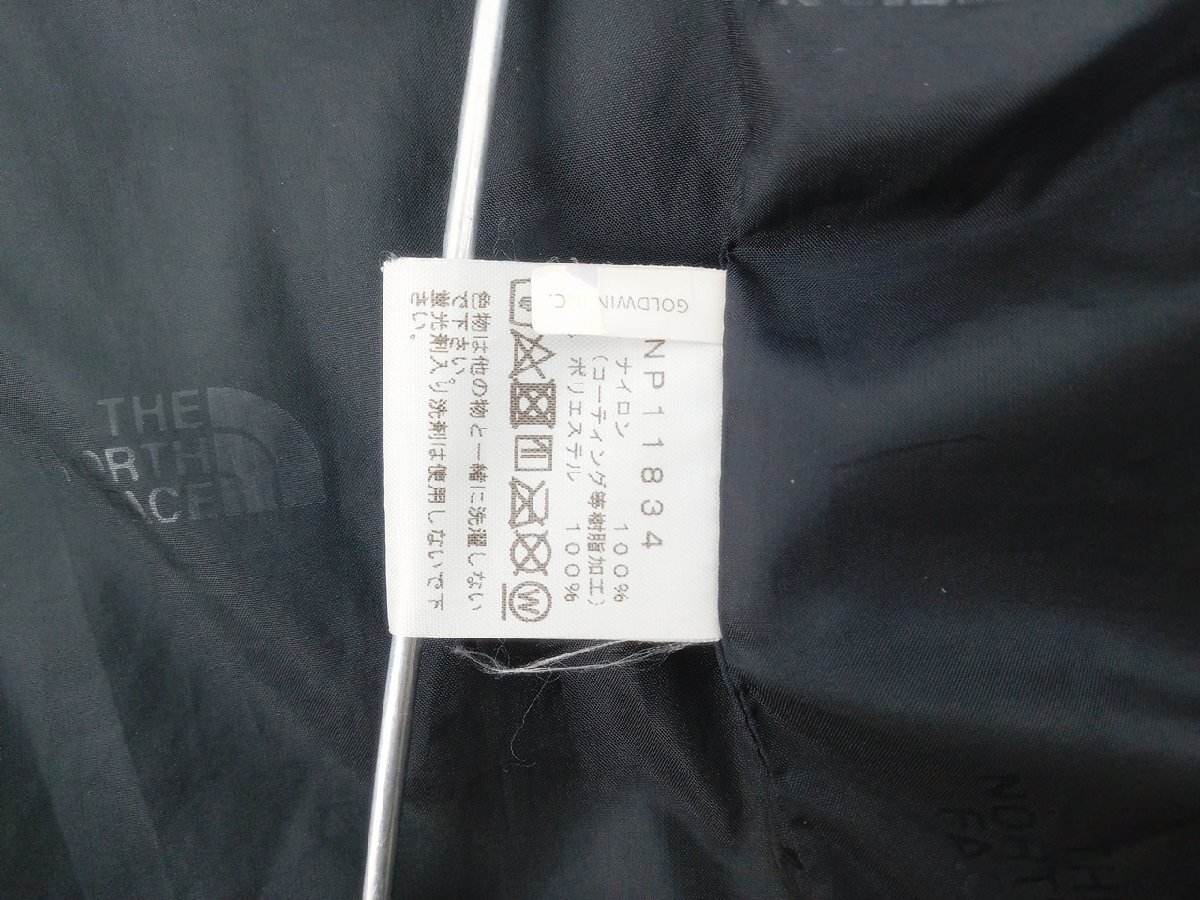 THE
NORTH
FACE
GOLDWIN INC.
NP11834
ナイロン 100%
(コーティング等樹脂加工)
ポリエステル 100%
W
色物は他の物と一緒に洗濯しない
で下さい。
蛍光剤入り洗剤は使用しないで下
さい。
TH
NORT
FA